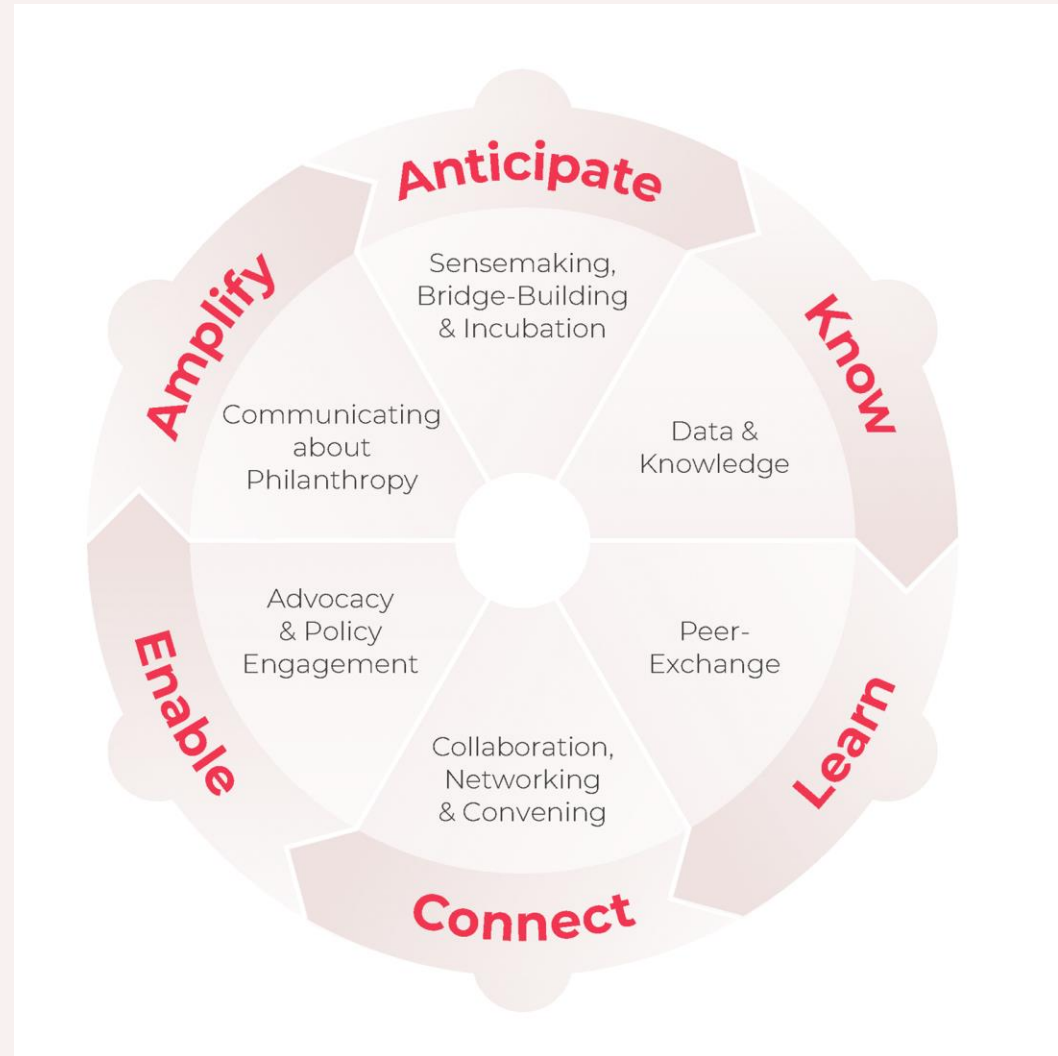 Anticipate
Sensemaking,
Bridge-Building
& Incubation
Know
Data &
Knowledge
Learn
Peer-
Exchange
Connect
Collaboration,
Networking
& Convening
Enable
Advocacy
& Policy
Engagement
Amplify
Communicating
about
Philanthropy